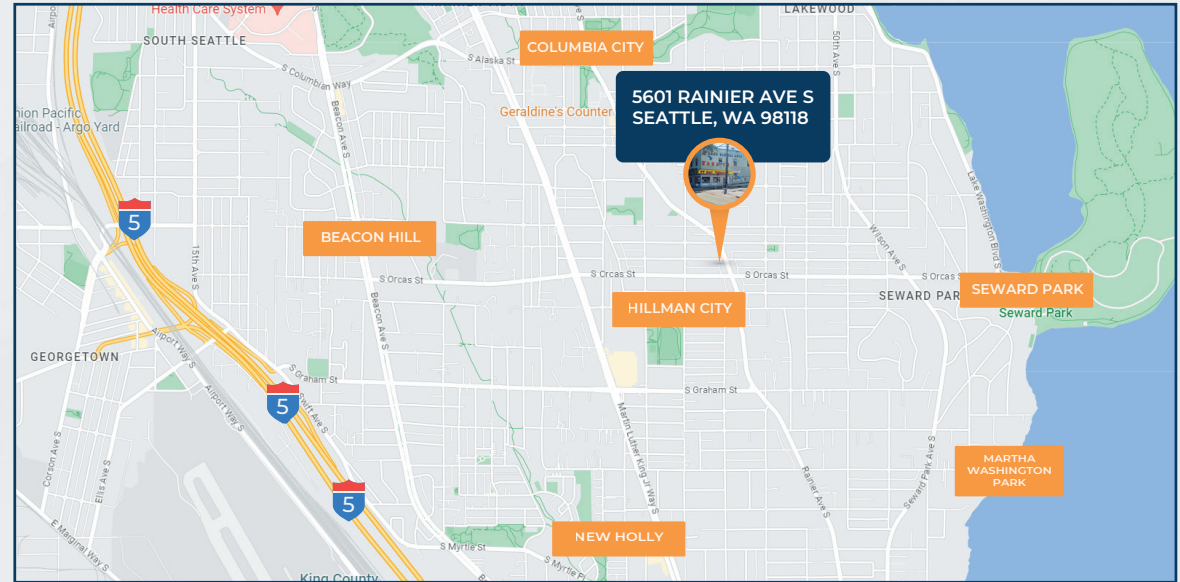 Health Care System
LAKEWOOD
SOUTH SEATTLE
COLUMBIA CITY
50th Ave S
S Alaska St
S Columbian Way
Beacon Ave S
Geraldine's Counter
5601 RAINIER AVE S
SEATTLE, WA 98118
nion Pacific
ailroad - Argo Yard
Lake Washington Blvd S
5
15th Ave S
BEACON HILL
Wilson Ave S
S Orcas St
S Orcas St
S Orcas St
S Orcas St
SEWARD PAR
SEWARD PARK
Seward Park
HILLMAN CITY
Beacon Ave S
Airport Way S
GEORGETOWN
S Graham St
S Graham St
5
Swift Ave S
Airport Way S
Martin Luther King Jr Way S
Corson Ave S
Ellis Ave S
Rainier Ave S
Seward Park Ave S
MARTHA
WASHINGTON
PARK
5
NEW HOLLY
S Myrtle St
S Myrtle Pl
E Marginal Way S
King County